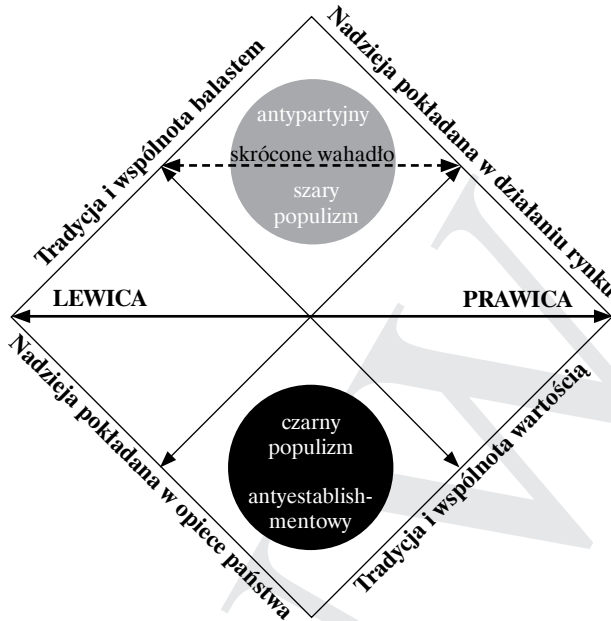 Tradycja i wspólnota balastem
Nadzieja pokładana w działaniu rynku
antypartyjny
skrócone wahadło
szary
populizm
LEWICA
PRAWICA
Nadzieja pokładana w opiece państwa
Tradycja i wspólnota wartością
czarny
populizm
antyestablish-
mentowy